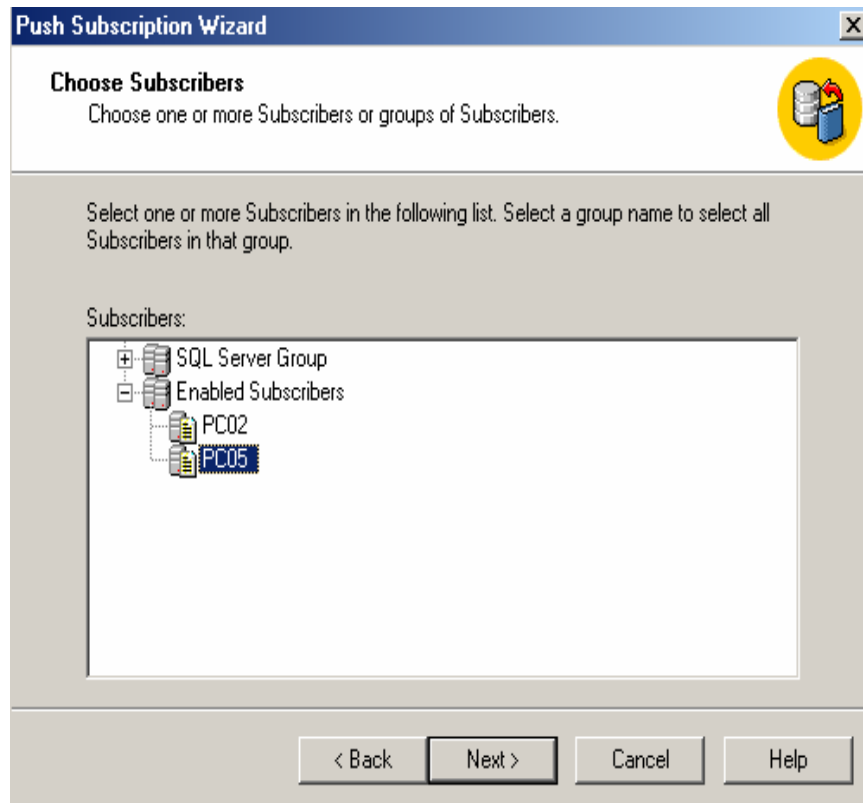 Push Subscription Wizard
Choose Subscribers
Choose one or more Subscribers or groups of Subscribers.
Select one or more Subscribers in the following list. Select a group name to select all
Subscribers in that group.
Subscribers:
SQL Server Group
Enabled Subscribers
PC02
PC05
< Back Next > Cancel Help